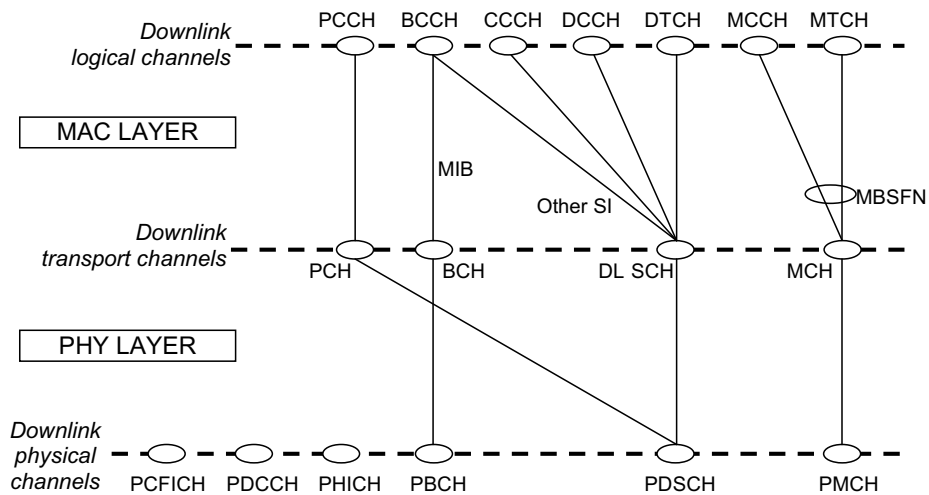 PCCH BCCH CCCH DCCH DTCH MCCH MTCH
Downlink
logical channels
MAC LAYER
MIB
MBSFN
Other SI
Downlink
transport channels
PCH BCH DL SCH MCH
PHY LAYER
Downlink
physical
channels
PCFICH PDCCH PHICH PBCH PDSCH PMCH